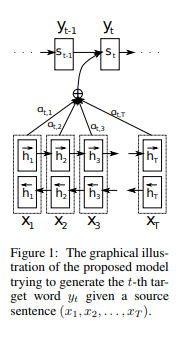 y_{t-1} y_t
s_{t-1} s_t
α_{t,1} α_{t,2} α_{t,3} α_{t,T}
h_1 h_2 h_3 h_T
h_1 h_2 h_3 h_T
x_1 x_2 x_3 x_T
Figure 1: The graphical illus-
tration of the proposed model
trying to generate the t-th tar-
get word y_t given a source
sentence (x_1, x_2, . . . , x_T).